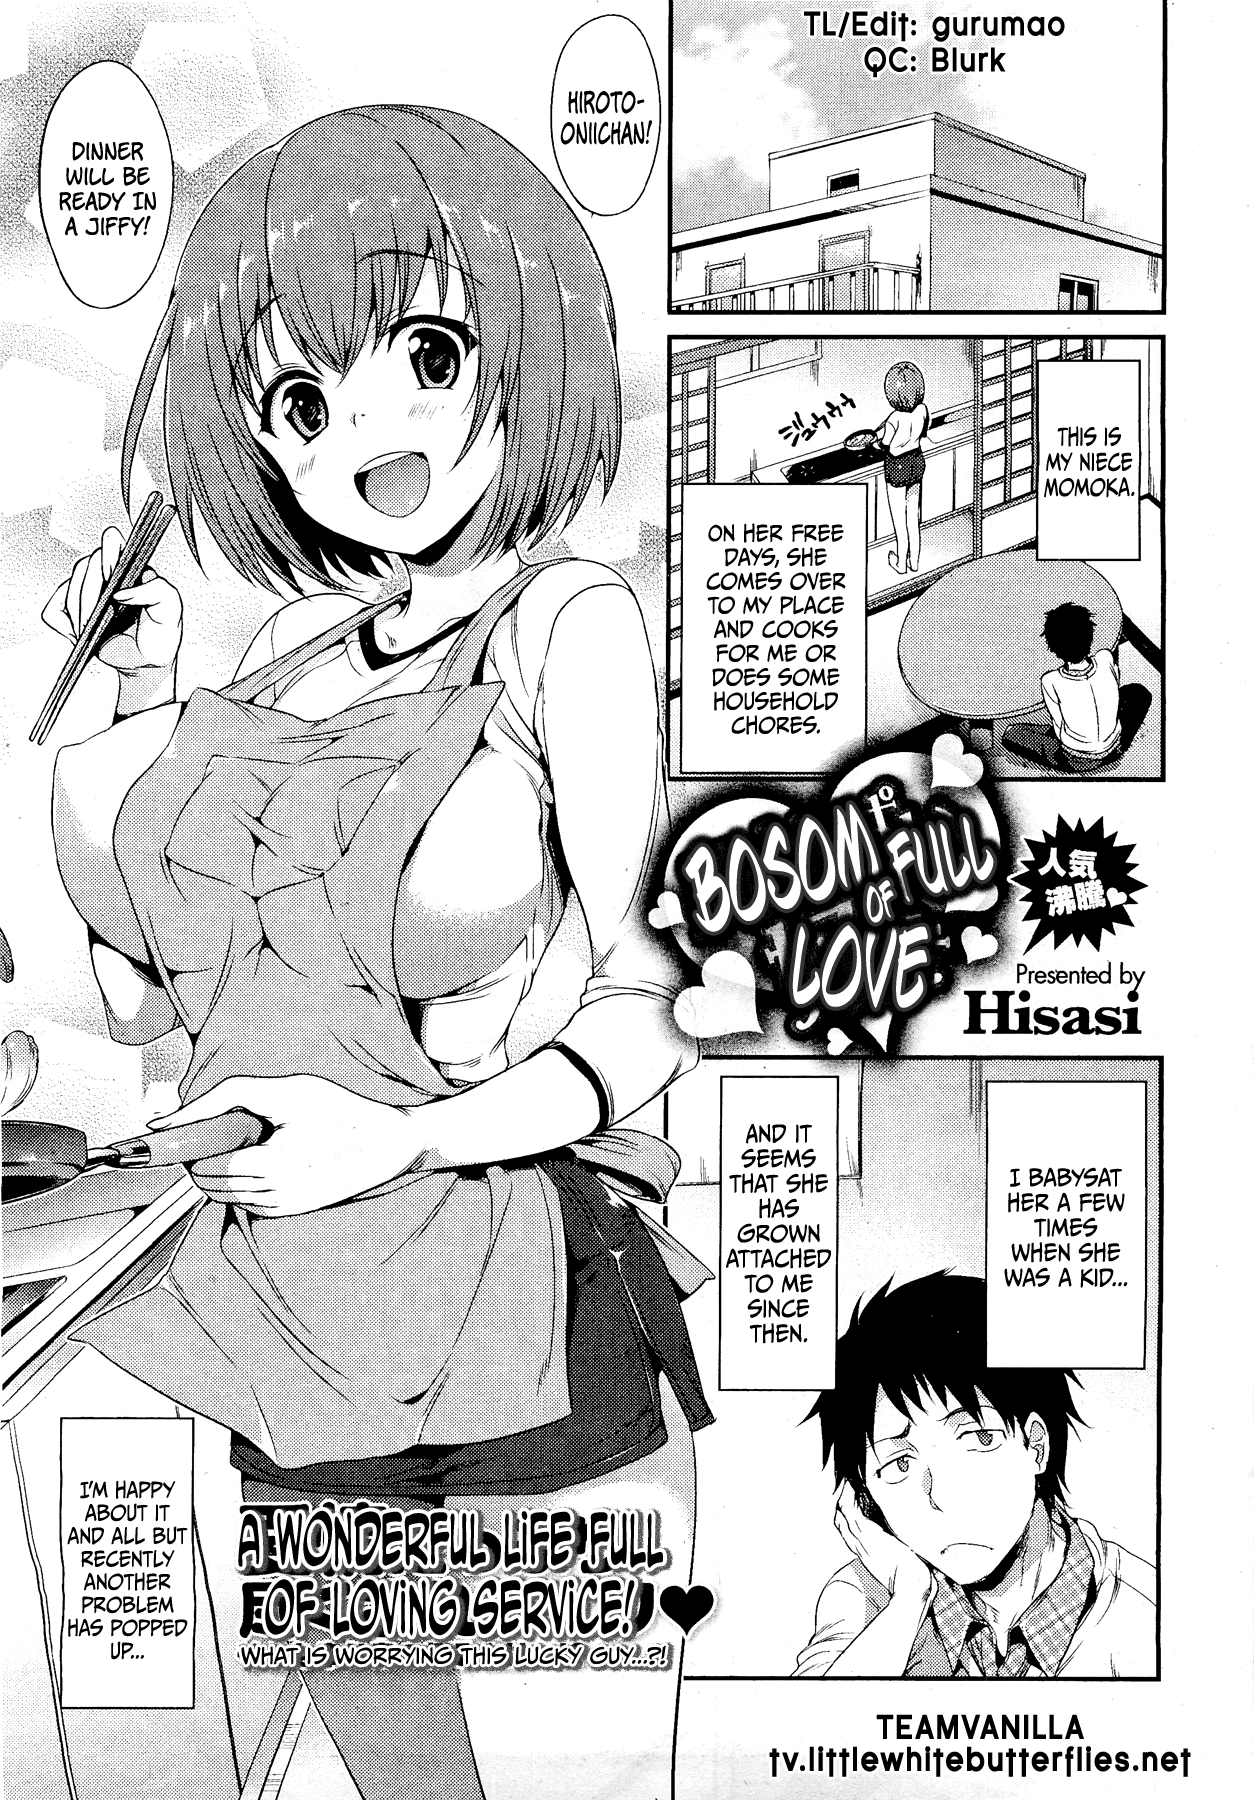 TL/Edit: gurumao
QC: Blurk
HIROTO-
ONIICHAN!
DINNER
WILL BE
READY IN
A JIFFY!
THIS IS
MY NIECE
MOMOKA.
ジュウウウ
ON HER FREE
DAYS, SHE
COMES OVER
TO MY PLACE
AND COOKS
FOR ME OR
DOES SOME
HOUSEHOLD
CHORES.
BOSOM FULL
OF
LOVE
人気
沸騰
Presented by
Hisasi
I BABYSAT
HER A FEW
TIMES
WHEN SHE
WAS A KID...
AND IT
SEEMS
THAT SHE
HAS
GROWN
ATTACHED
TO ME
SINCE
THEN.
I'M HAPPY
ABOUT IT
AND ALL BUT
RECENTLY
ANOTHER
PROBLEM
HAS POPPED
UP...
A WONDERFUL LIFE FULL
OF LOVING SERVICE!
WHAT IS WORRYING THIS LUCKY GUY...?!
TEAMVANILLA
tv.littlewhitebutterflies.net